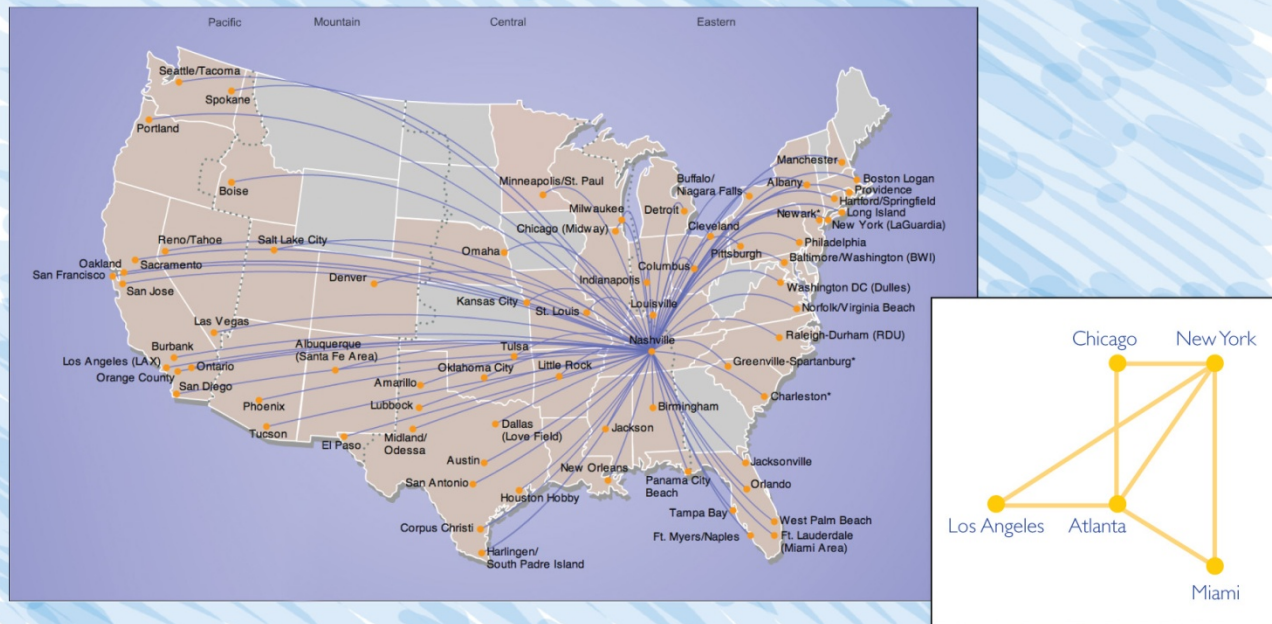 Pacific
Mountain
Central
Eastern
Seattle/Tacoma
Spokane
Portland
Boise
Minneapolis/St. Paul
Milwaukee
Chicago (Midway)
Detroit
Buffalo/
Niagara Falls
Cleveland
Manchester
Albany
Boston Logan
Providence
Hartford/Springfield
Long Island
Newark*
New York (LaGuardia)
Philadelphia
Pittsburgh
Baltimore/Washington (BWI)
Washington DC (Dulles)
Norfolk/Virginia Beach
Raleigh-Durham (RDU)
Greenville-Spartanburg*
Charleston*
Reno/Tahoe
Salt Lake City
Omaha
Oakland
Sacramento
San Francisco
San Jose
Denver
Columbus
Indianapolis
Kansas City
St. Louis
Louisville
Nashville
Las Vegas
Burbank
Los Angeles (LAX)
Ontario
Orange County
San Diego
Albuquerque
(Santa Fe Area)
Tulsa
Oklahoma City
Little Rock
Amarillo
Phoenix
Lubbock
Tucson
El Paso
Midland/
Odessa
Dallas
(Love Field)
Birmingham
Jackson
Austin
San Antonio
New Orleans
Houston Hobby
Panama City
Beach
Jacksonville
Orlando
Tampa Bay
West Palm Beach
Ft. Myers/Naples
Ft. Lauderdale
(Miami Area)
Corpus Christi
Harlingen/
South Padre Island
Chicago
New York
Los Angeles
Atlanta
Miami